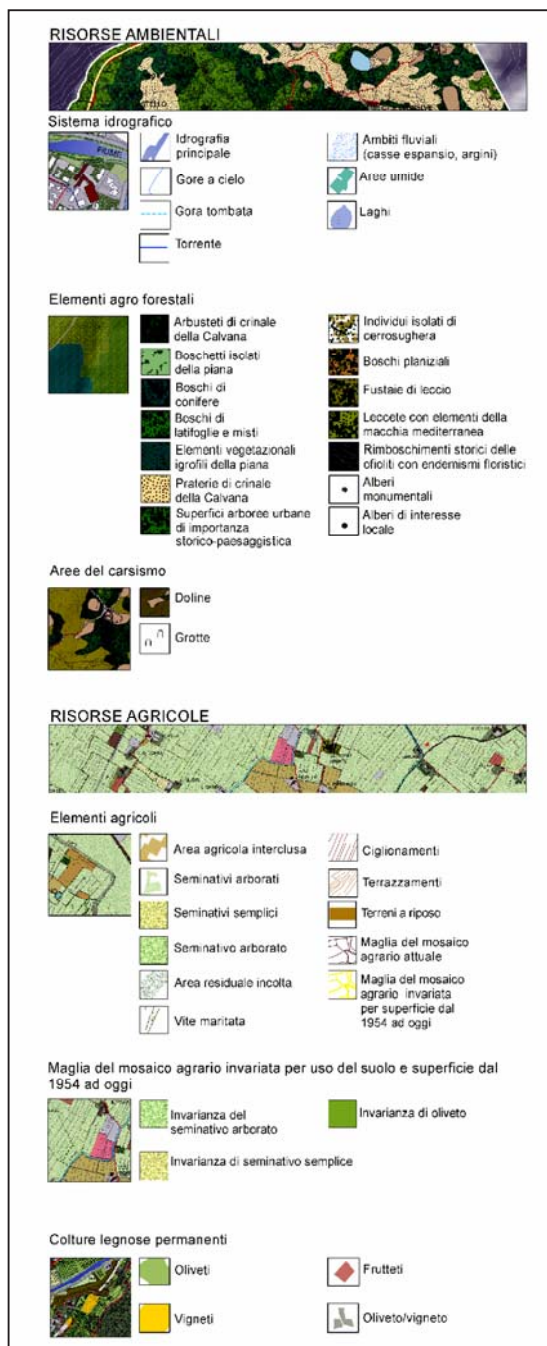 RISORSE AMBIENTALI
Sistema idrografico
FIUME
Idrografia
principale
Gore a cielo
Gora tombata
Torrente
Ambiti fluviali
(casse espansio, argini)
Aree umide
Laghi
Elementi agro forestali
Arbusteti di crinale
della Calvana
Boschetti isolati
della piana
Boschi di
conifere
Boschi di
latifoglie e misti
Elementi vegetazionali
igrofili della piana
Praterie di crinale
della Calvana
Superfici arboree urbane
di importanza
storico-paesaggistica
Individui isolati di
cerrosughera
Boschi planiziali
Fustaie di leccio
Leccete con elementi della
macchia mediterranea
Rimboschimenti storici delle
ofioliti con endemismi floristici
Alberi
monumentali
Alberi di interesse
locale
Aree del carsismo
Doline
Grotte
RISORSE AGRICOLE
Elementi agricoli
Area agricola interclusa
Seminativi arborati
Seminativi semplici
Seminativo arborato
Area residuale incolta
Vite maritata
Ciglionamenti
Terrazzamenti
Terreni a riposo
Maglia del mosaico
agrario attuale
Maglia del mosaico
agrario invariata
per superficie dal
1954 ad oggi
Maglia del mosaico agrario invariata per uso del suolo e superficie dal
1954 ad oggi
Invarianza del
seminativo arborato
Invarianza di seminativo semplice
Invarianza di oliveto
Colture legnose permanenti
Oliveti
Vigneti
Frutteti
Oliveto/vigneto